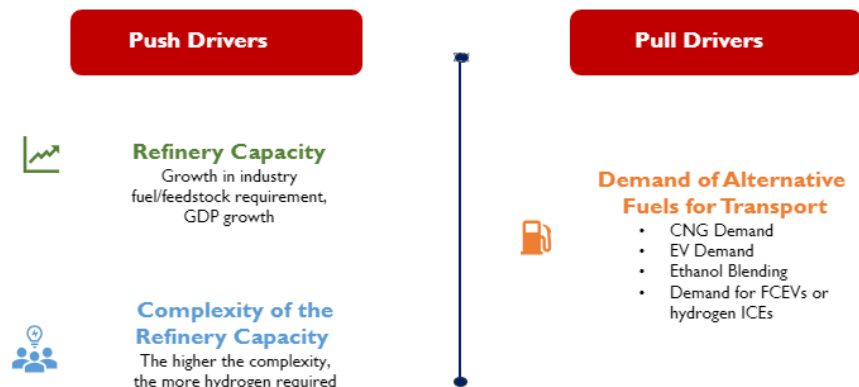 Push Drivers
Refinery Capacity
Growth in industry
fuel/feedstock requirement,
GDP growth
Complexity of the
Refinery Capacity
The higher the complexity,
the more hydrogen required
Pull Drivers
Demand of Alternative
Fuels for Transport
• CNG Demand
• EV Demand
• Ethanol Blending
• Demand for FCEVs or
hydrogen ICEs